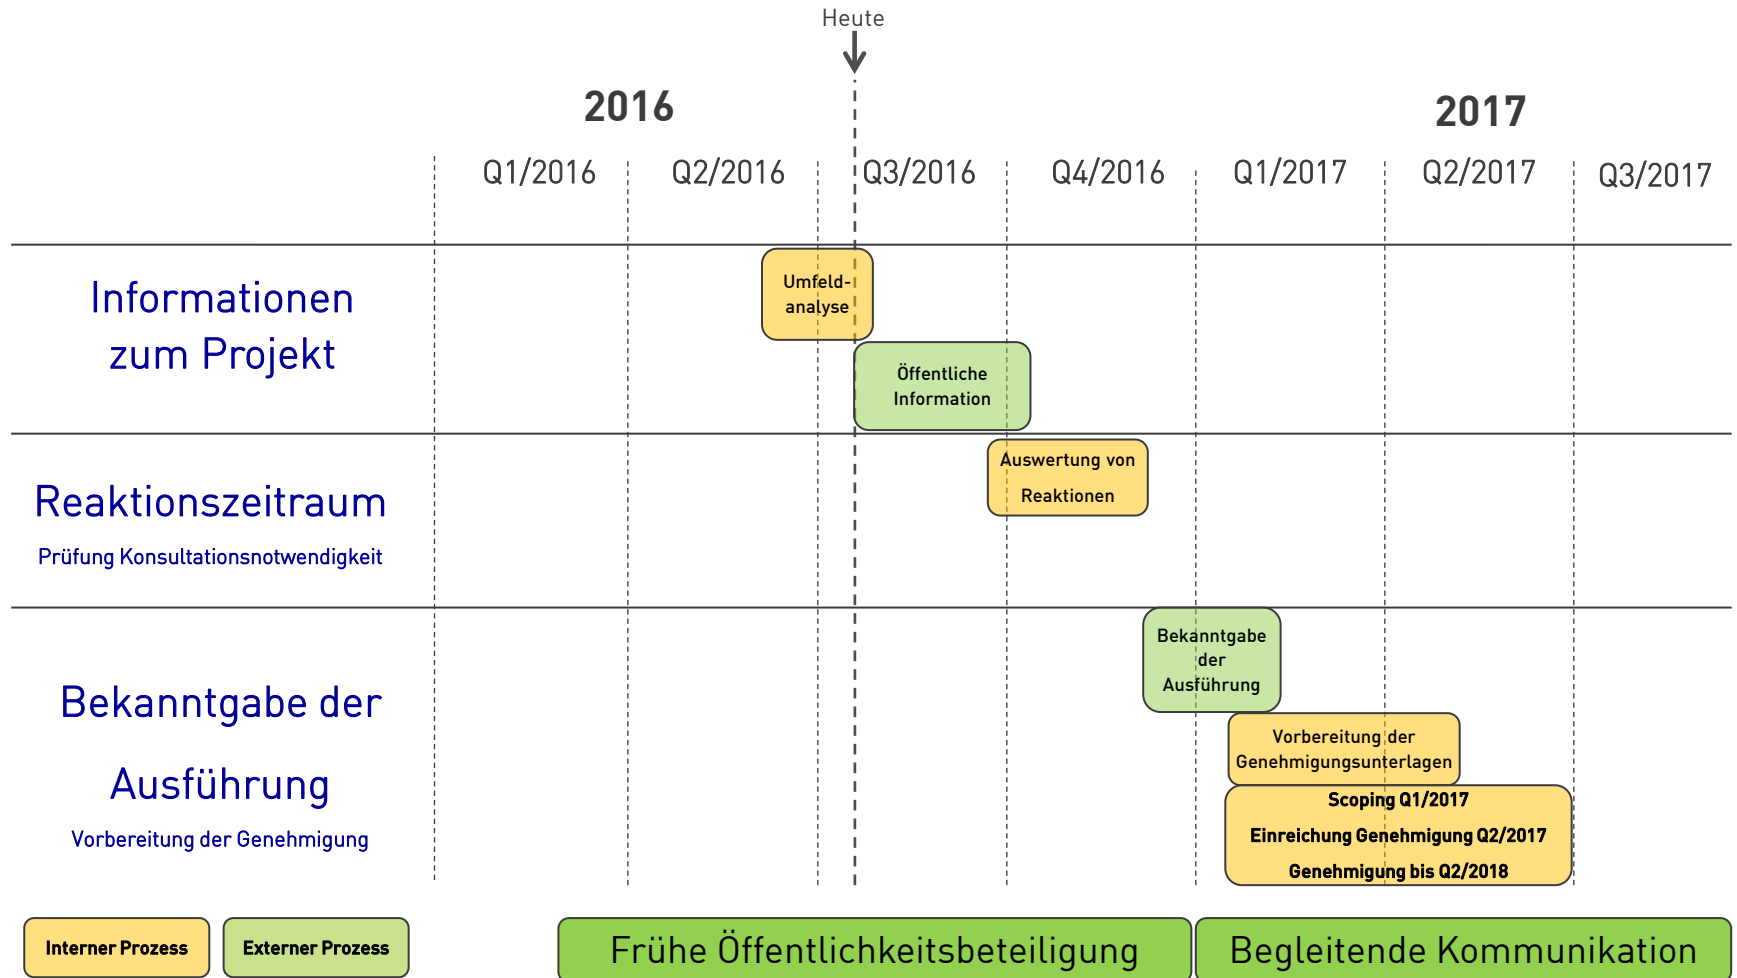 Heute
2016
2017
Q1/2016
Q2/2016
Q3/2016
Q4/2016
Q1/2017
Q2/2017
Q3/2017
Informationen
zum Projekt
Umfeld-
analyse
Öffentliche
Information
Reaktionszeitraum
Prüfung Konsultationsnotwendigkeit
Auswertung von
Reaktionen
Bekanntgabe der
Ausführung
Vorbereitung der Genehmigung
Bekanntgabe
der
Ausführung
Vorbereitung der
Genehmigungsunterlagen
Scoping Q1/2017
Einreichung Genehmigung Q2/2017
Genehmigung bis Q2/2018
Interner Prozess
Externer Prozess
Frühe Öffentlichkeitsbeteiligung
Begleitende Kommunikation